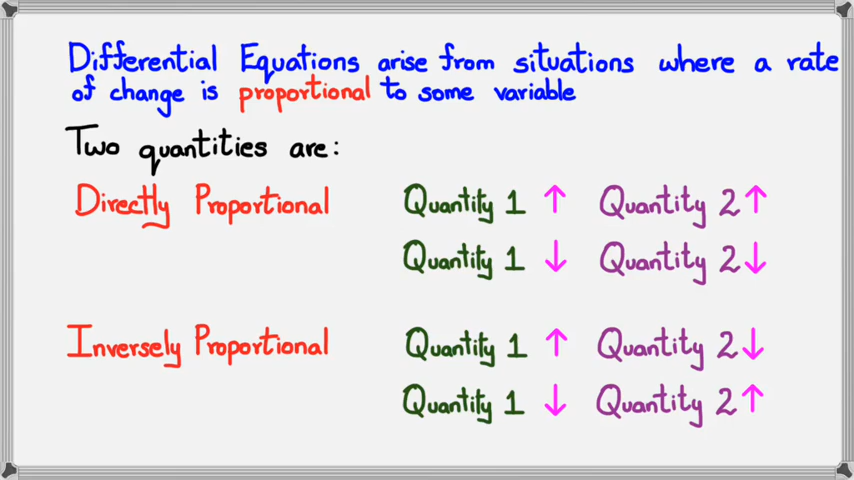 Differential Equations arise from situations where a rate
of change is proportional to some variable
Two quantities are:
Directly Proportional Quantity 1 ↑ Quantity 2 ↑
Quantity 1 ↓ Quantity 2 ↓
Inversely Proportional Quantity 1 ↑ Quantity 2 ↓
Quantity 1 ↓ Quantity 2 ↑